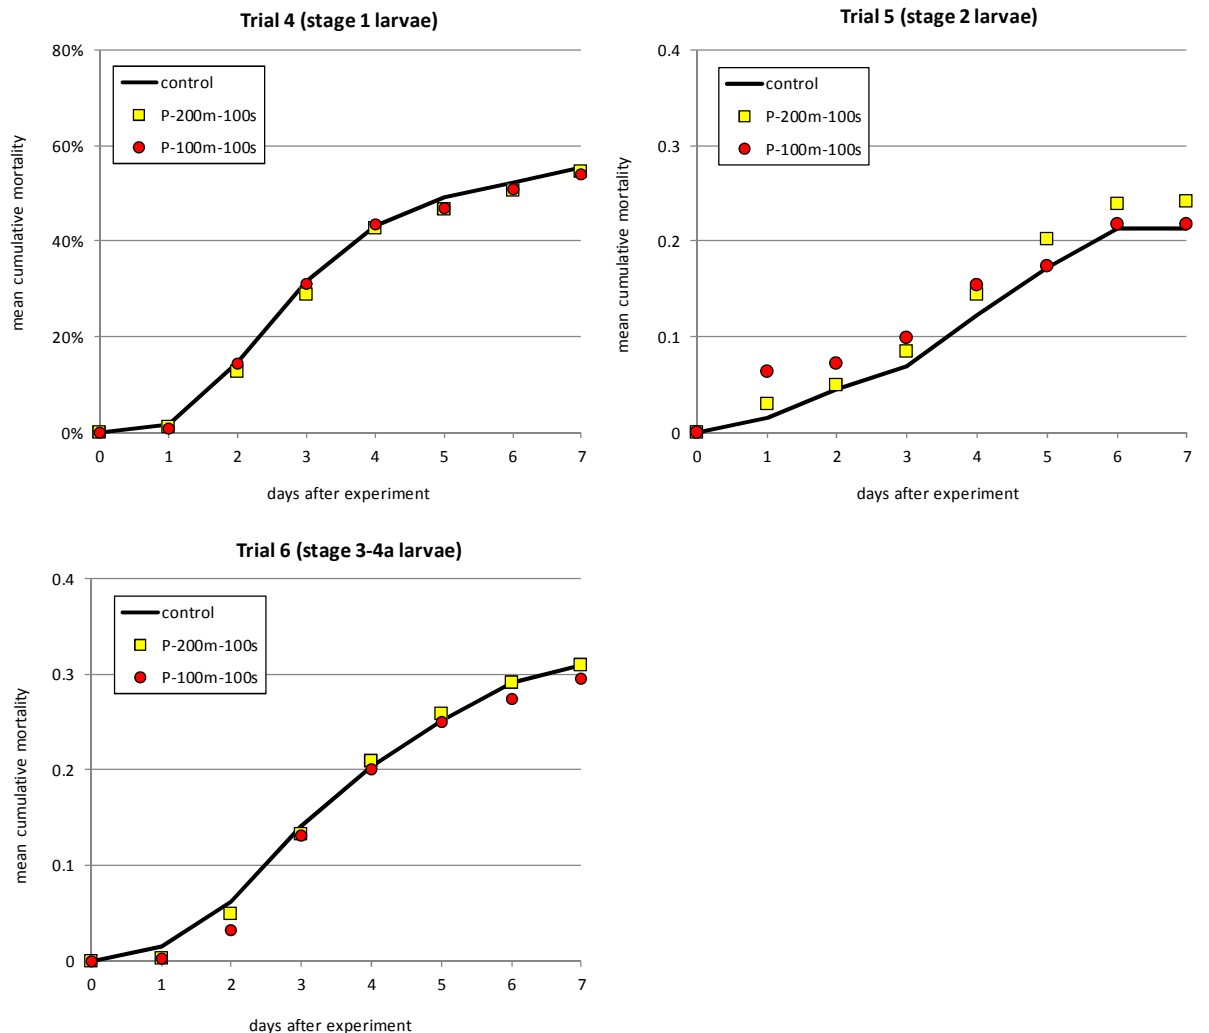 Trial 4 (stage 1 larvae)
80%
60%
40%
20%
0%
mean cumulative mortality
control
P-200m-100s
P-100m-100s
0 1 2 3 4 5 6 7
days after experiment
Trial 5 (stage 2 larvae)
0.4
0.3
0.2
0.1
0
mean cumulative mortality
control
P-200m-100s
P-100m-100s
0 1 2 3 4 5 6 7
days after experiment
Trial 6 (stage 3-4a larvae)
0.4
0.3
0.2
0.1
0
mean cumulative mortality
control
P-200m-100s
P-100m-100s
0 1 2 3 4 5 6 7
days after experiment